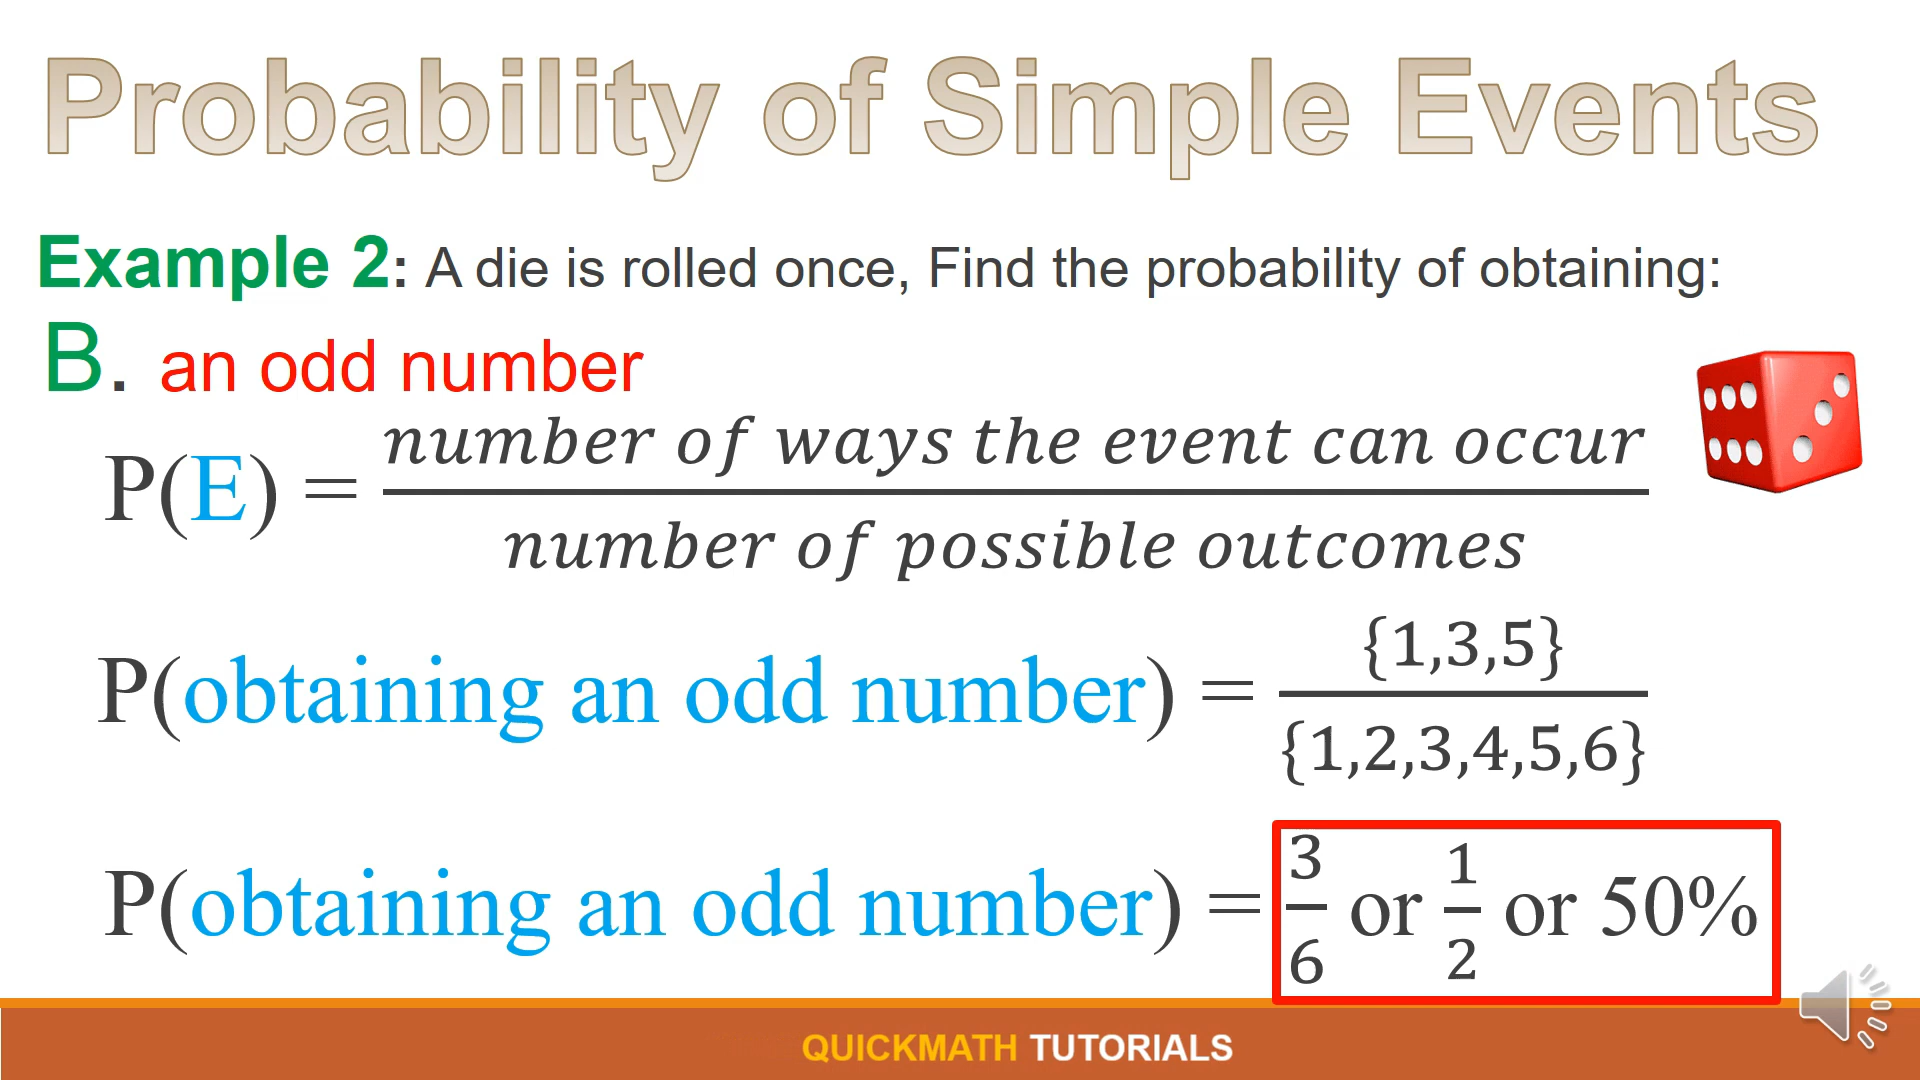 Probability of Simple Events
Example 2: A die is rolled once, Find the probability of obtaining:
B. an odd number
P(E) = number of ways the event can occur / number of possible outcomes
P(obtaining an odd number) = {1,3,5} / {1,2,3,4,5,6}
P(obtaining an odd number) = 3/6 or 1/2 or 50%
QUICKMATH TUTORIALS